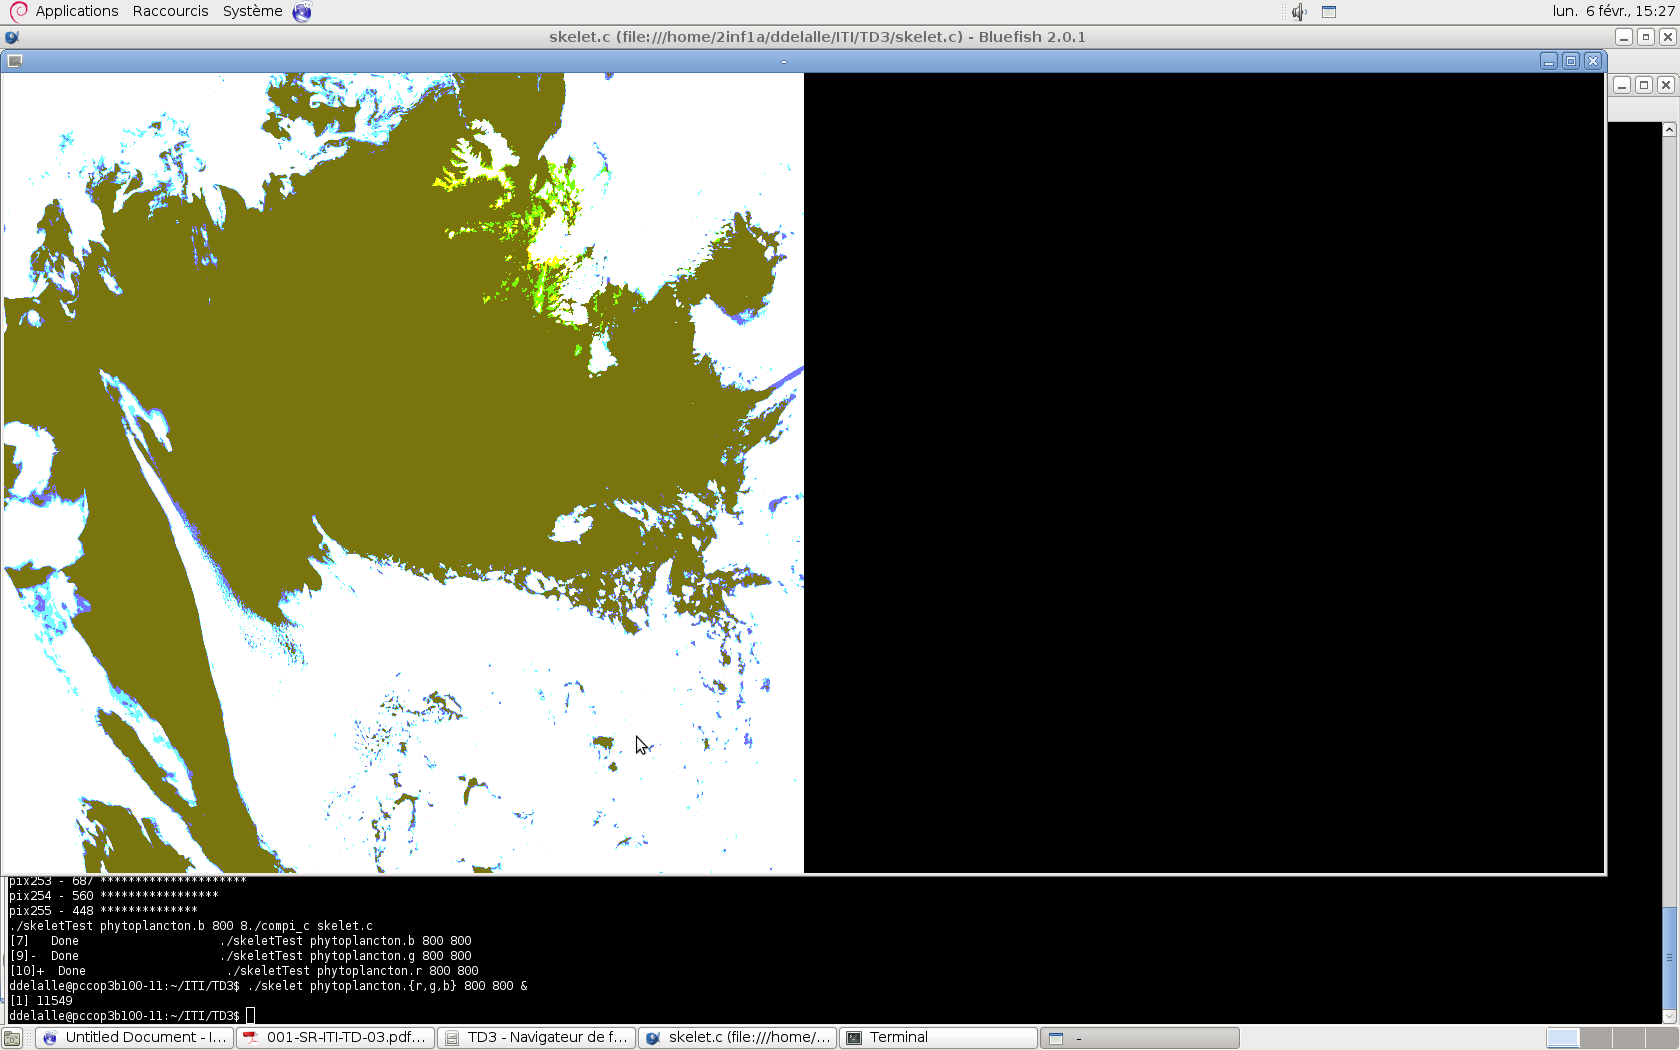 Applications Raccourcis Système lun. 6 févr., 15:27
skelet.c (file:///home/2inf1a/ddelalle/ITI/TD3/skelet.c) - Bluefish 2.0.1
-
pix253 - 687 *********************
pix254 - 560 *****************
pix255 - 448 **************
./skeletTest phytoplancton.b 800 8./compi_c skelet.c
[7] Done ./skeletTest phytoplancton.b 800 800
[9]- Done ./skeletTest phytoplancton.g 800 800
[10]+ Done ./skeletTest phytoplancton.r 800 800
ddelalle@pccop3b100-11:~/ITI/TD3$ ./skelet phytoplancton.{r,g,b} 800 800 &
[1] 11549
ddelalle@pccop3b100-11:~/ITI/TD3$
Untitled Document - I... 001-SR-ITI-TD-03.pdf... TD3 - Navigateur de f... skelet.c (file:///home/... Terminal -